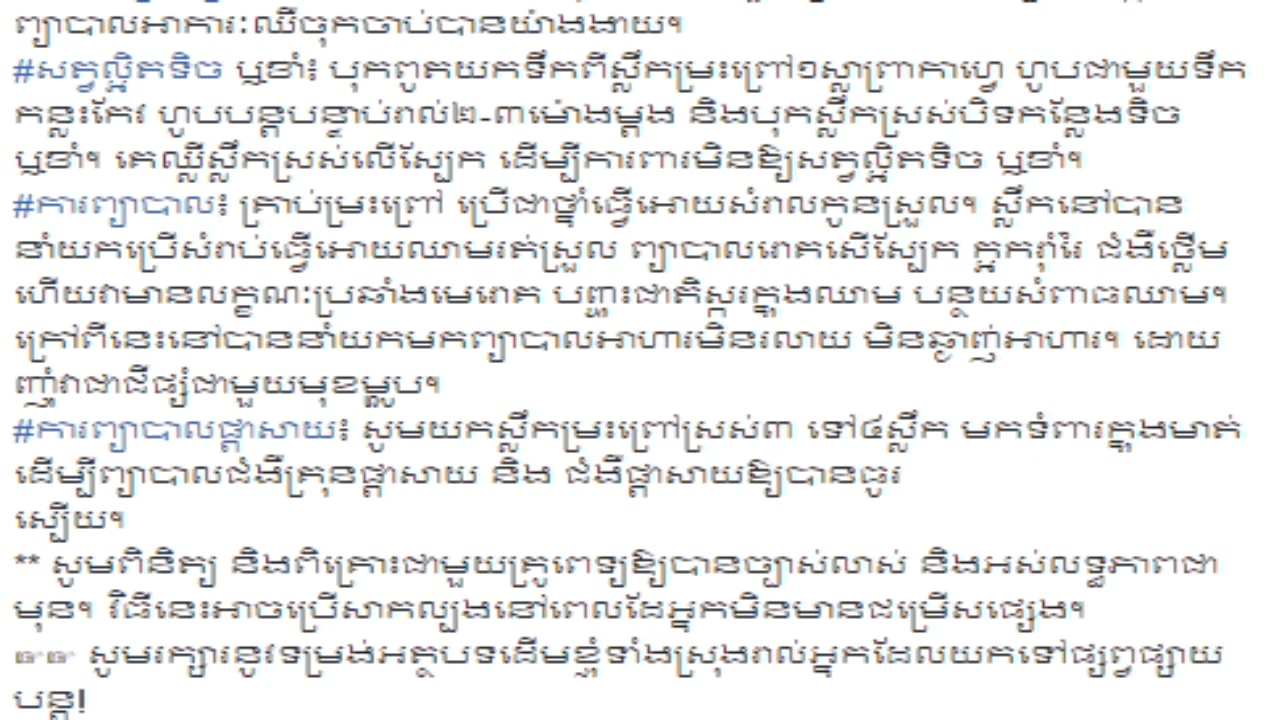 ព្យាបាលអាការៈឈឺចុកចាប់បានយ៉ាងងាយ។
#សត្វល្អិតទិច ឬខាំ៖ បុកពូតយកទឹកពីស្លឹកម្រះព្រៅ១ស្លាព្រាកាហ្វេ ហូបជាមួយទឹក
កន្លះកែវ ហូបបន្តបន្ទាប់រាល់២-៣ម៉ោងម្តង និងបុកស្លឹកស្រស់បិទកន្លែងទិច
ឬខាំ។ គេឈ្លីស្លឹកស្រស់លើស្បែក ដើម្បីការពារមិនឱ្យសត្វល្អិតទិច ឬខាំ។
#ការព្យាបាល៖ គ្រាប់ម្រះព្រៅ ប្រើជាថ្នាំធ្វើអោយសំរាលកូនស្រួល។ ស្លឹកនៅបាន
នាំយកប្រើសំរាប់ធ្វើអោយឈាមរត់ស្រួល ព្យាបាលរោគសើស្បែក ក្អករ៉ាំរ៉ៃ ជំងឺថ្លើម
ហើយវាមានលក្ខណៈប្រឆាំងមេរោគ បញ្ចុះជាតិស្ករក្នុងឈាម បន្ថយសំពាធឈាម។
ក្រៅពីនេះនៅបាននាំយកមកព្យាបាលអាហារមិនរលាយ មិនឆ្ងាញ់អាហារ។ ដោយ
ញ៉ាំវាជាជីផ្សំជាមួយមុខម្ហូប។
#ការព្យាបាលផ្តាសាយ៖ សូមយកស្លឹកម្រះព្រៅស្រស់៣ ទៅ៤ស្លឹក មកទំពារក្នុងមាត់
ដើម្បីព្យាបាលជំងឺគ្រុនផ្តាសាយ និង ជំងឺផ្តាសាយឱ្យបានធូរ
ស្បើយ។
** សូមពិនិត្យ និងពិគ្រោះជាមួយគ្រូពេទ្យឱ្យបានច្បាស់លាស់ និងអស់លទ្ធភាពជា
មុន។ វិធីនេះអាចប្រើសាកល្បងនៅពេលដែអ្នកមិនមានជម្រើសផ្សេង។
☞☞ សូមរក្សារនូវទម្រង់អត្ថបទដើមខ្ញុំទាំងស្រុងរាល់អ្នកដែលយកទៅផ្សព្វផ្សាយ
បន្ត!